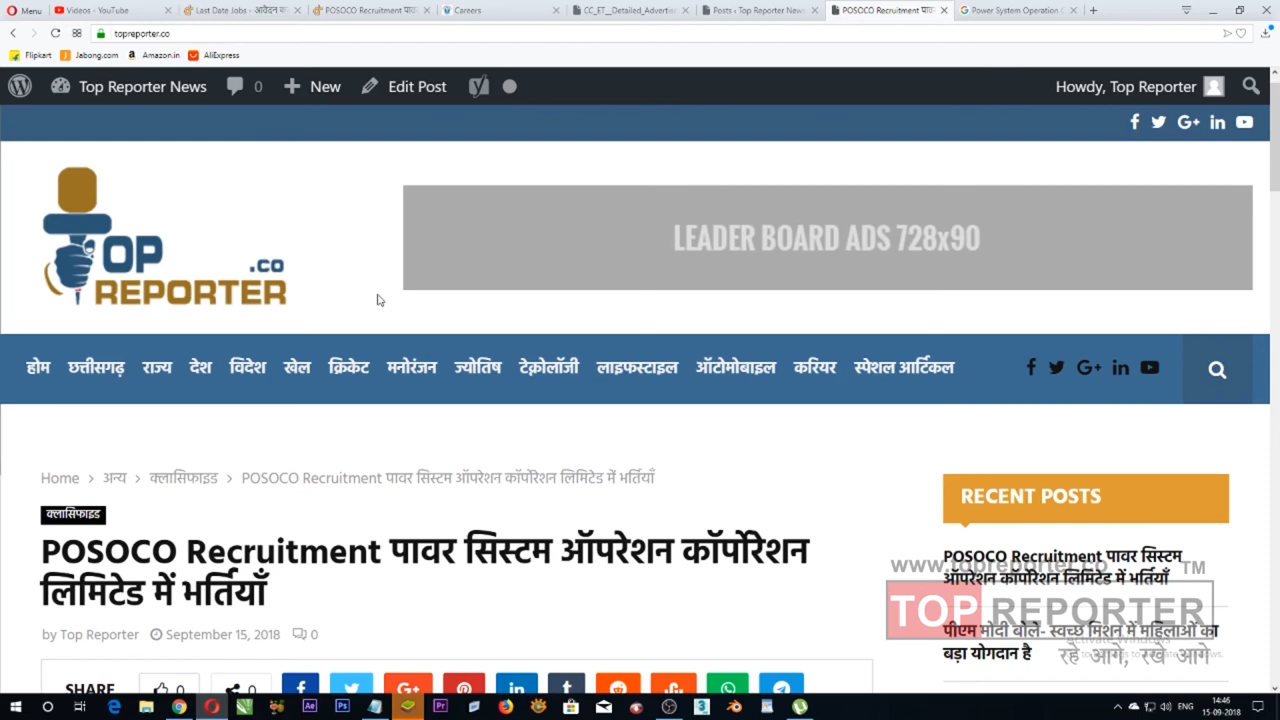 Menu
Videos - YouTube
Last Date Jobs - आवेदन क
POSOCO Recruitment पाव
Careers
CC_ET__Detailed_Adverti
Posts ‹ Top Reporter News
POSOCO Recruitment पाव
Power System Operation C
topreporter.co
Flipkart Jabong.com Amazon.in AliExpress
Top Reporter News 0 New Edit Post Howdy, Top Reporter
TOP
.co
REPORTER
LEADER BOARD ADS 728x90
होम छत्तीसगढ़ राज्य देश विदेश खेल क्रिकेट मनोरंजन ज्योतिष टेक्नोलॉजी लाइफस्टाइल ऑटोमोबाइल करियर स्पेशल आर्टिकल
Home > अन्य > क्लासिफाइड > POSOCO Recruitment पावर सिस्टम ऑपरेशन कॉर्पोरेशन लिमिटेड में भर्तियाँ
क्लासिफाइड
POSOCO Recruitment पावर सिस्टम ऑपरेशन कॉर्पोरेशन
लिमिटेड में भर्तियाँ
by Top Reporter September 15, 2018 0
SHARE 0 0
RECENT POSTS
POSOCO Recruitment पावर सिस्टम
ऑपरेशन कॉर्पोरेशन लिमिटेड में भर्तियाँ
पीएम मोदी बोले- स्वच्छ मिशन में महिलाओं का
बड़ा योगदान है
www.topreporter.co TM
TOP REPORTER
रहे आगे, रखे आगे
Activate Windows
ENG
14:46
15-09-2018